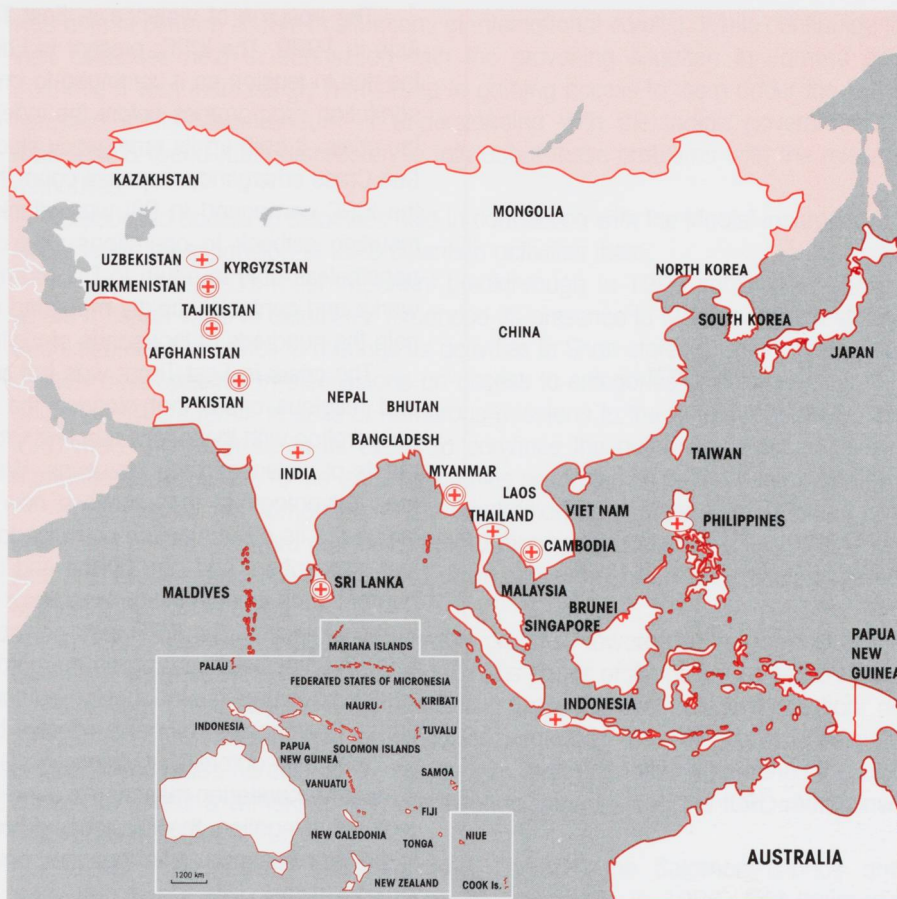 KAZAKHSTAN
MONGOLIA
UZBEKISTAN
KYRGYZSTAN
TURKMENISTAN
TAJIKISTAN
AFGHANISTAN
PAKISTAN
NORTH KOREA
SOUTH KOREA
JAPAN
CHINA
NEPAL
BHUTAN
BANGLADESH
INDIA
MYANMAR
LAOS
THAILAND
VIET NAM
CAMBODIA
TAIWAN
PHILIPPINES
MALDIVES
SRI LANKA
MALAYSIA
BRUNEI
SINGAPORE
INDONESIA
PAPUA
NEW
GUINEA
AUSTRALIA
MARIANA ISLANDS
PALAU
FEDERATED STATES OF MICRONESIA
NAURU
KIRIBATI
INDONESIA
TUVALU
PAPUA
NEW GUINEA
SOLOMON ISLANDS
VANUATU
SAMOA
FIJI
NEW CALEDONIA
TONGA
NIUE
NEW ZEALAND
COOK Is.
1200 km